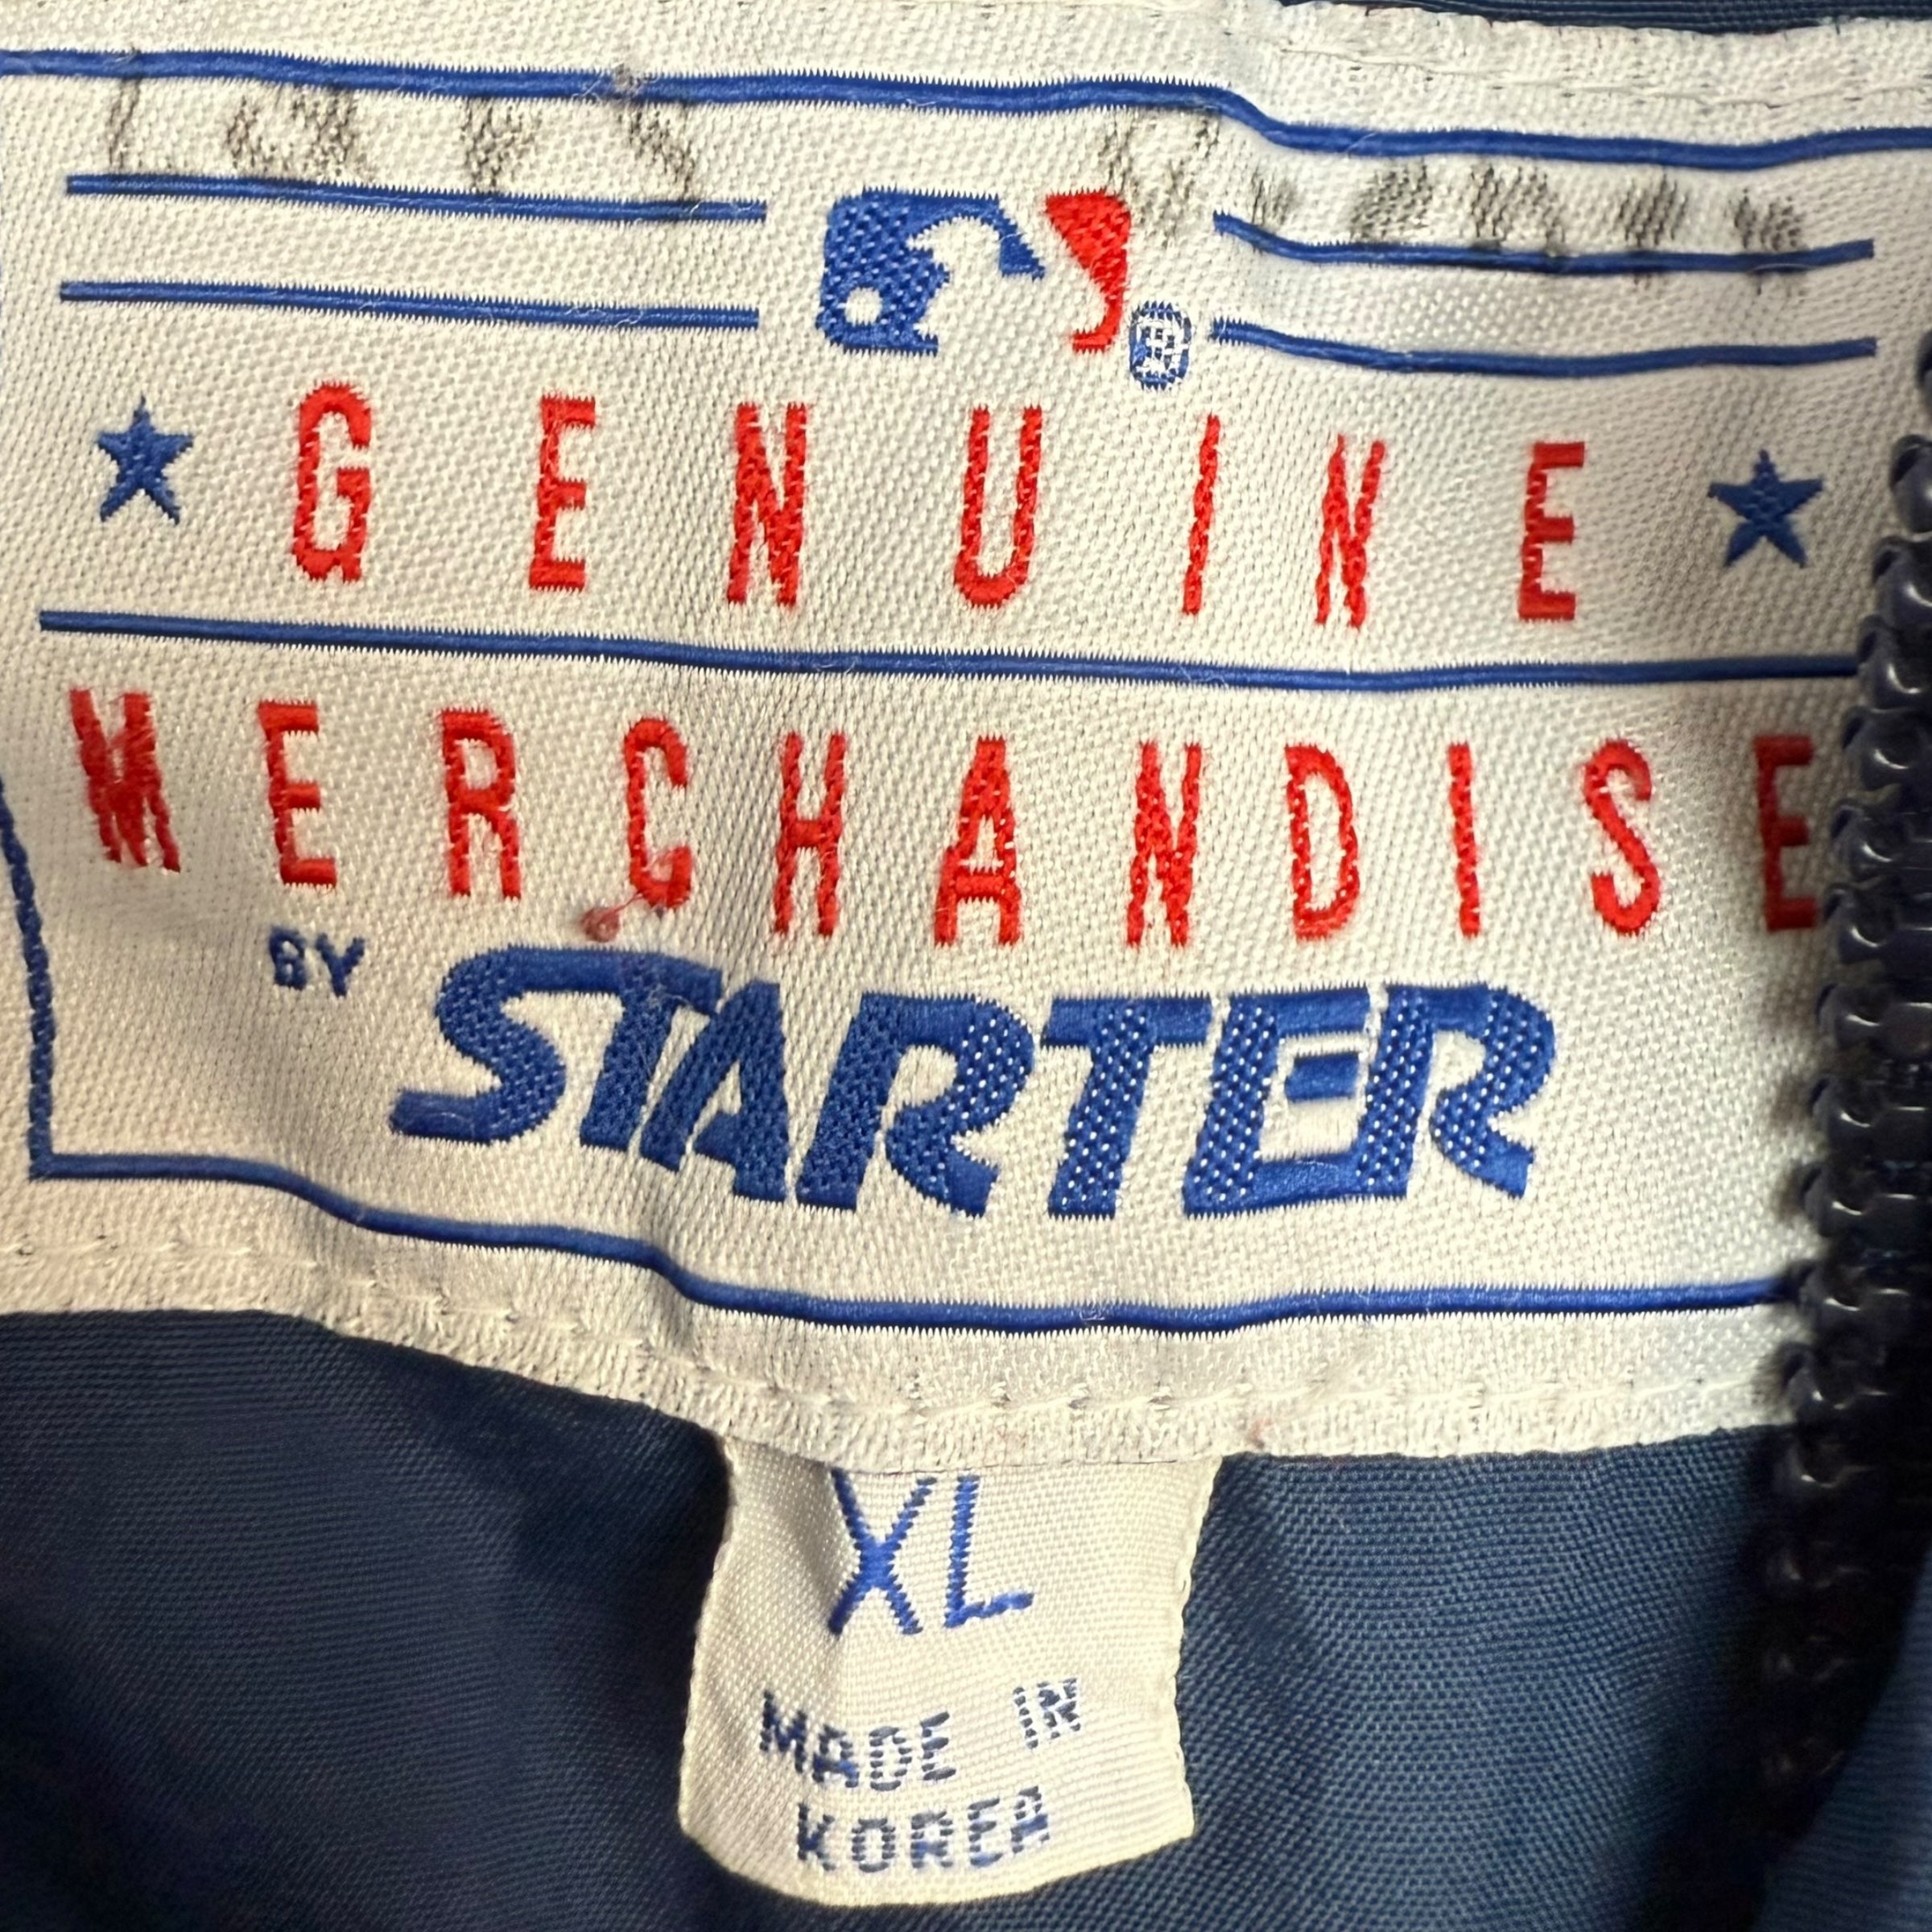 ®
GENUINE
MERCHANDISE
BY STARTER
XL
MADE IN
KOREA